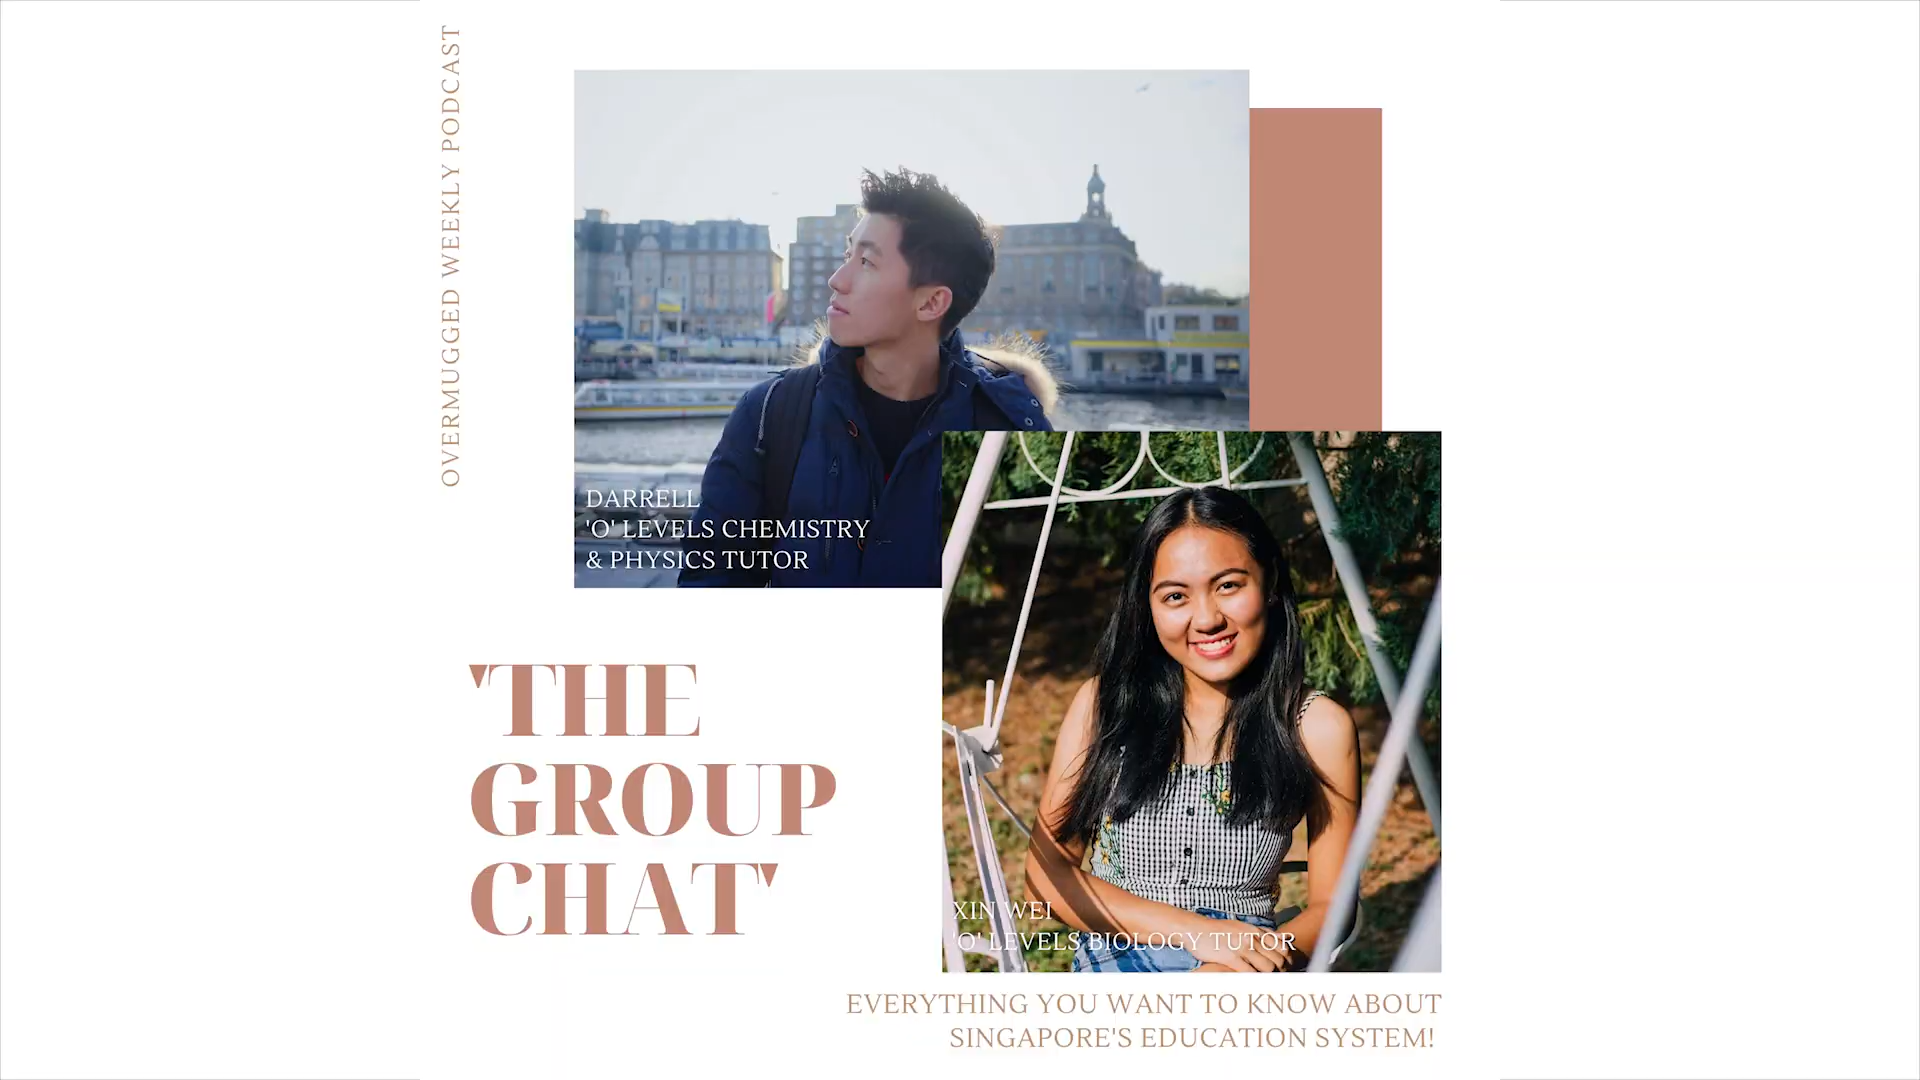 OVERMUGGED WEEKLY PODCAST
DARRELL
'O' LEVELS CHEMISTRY
& PHYSICS TUTOR
'THE
GROUP
CHAT'
XIN WEI
'O' LEVELS BIOLOGY TUTOR
EVERYTHING YOU WANT TO KNOW ABOUT
SINGAPORE'S EDUCATION SYSTEM!